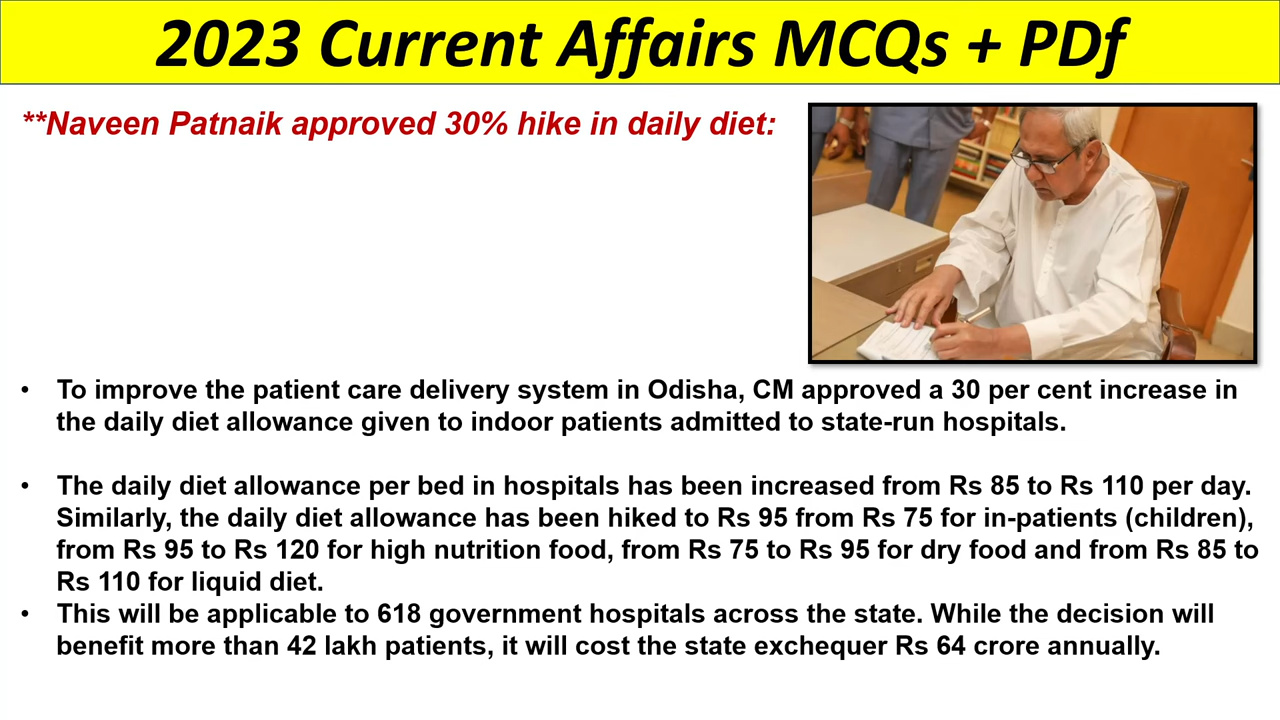 2023 Current Affairs MCQs + PDf
**Naveen Patnaik approved 30% hike in daily diet:
• To improve the patient care delivery system in Odisha, CM approved a 30 per cent increase in
the daily diet allowance given to indoor patients admitted to state-run hospitals.
• The daily diet allowance per bed in hospitals has been increased from Rs 85 to Rs 110 per day.
Similarly, the daily diet allowance has been hiked to Rs 95 from Rs 75 for in-patients (children),
from Rs 95 to Rs 120 for high nutrition food, from Rs 75 to Rs 95 for dry food and from Rs 85 to
Rs 110 for liquid diet.
• This will be applicable to 618 government hospitals across the state. While the decision will
benefit more than 42 lakh patients, it will cost the state exchequer Rs 64 crore annually.